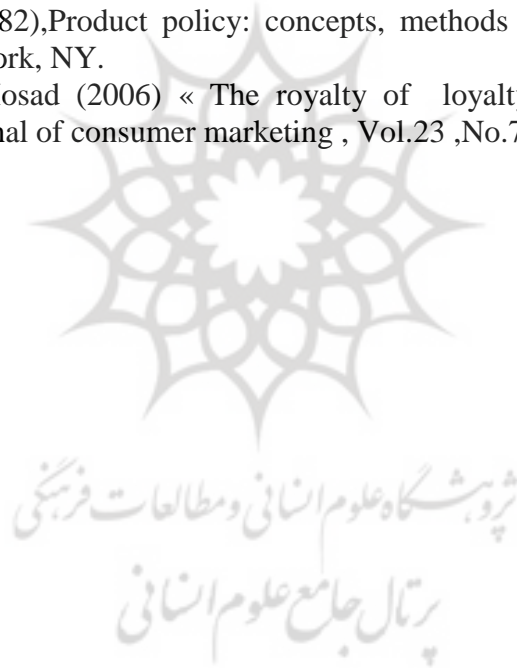 82),Product policy: concepts, methods
ork, NY.
osad (2006) « The royalty of loyalty
nal of consumer marketing , Vol.23 ,No.7
پژوهشگاه علوم انسانی و مطالعات فرهنگی
پرتال جامع علوم انسانی